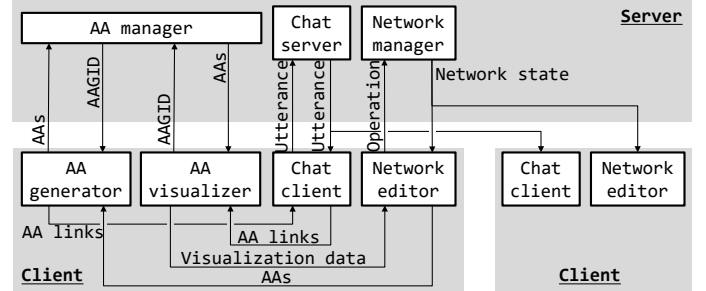 Server
AA manager
Chat
server
Network
manager
AAs
AAGID
AAGID
AAs
Utterance
Utterance
Operation
Network state
AA
generator
AA
visualizer
Chat
client
Network
editor
Chat
client
Network
editor
AA links
AA links
Visualization data
AAs
Client
Client